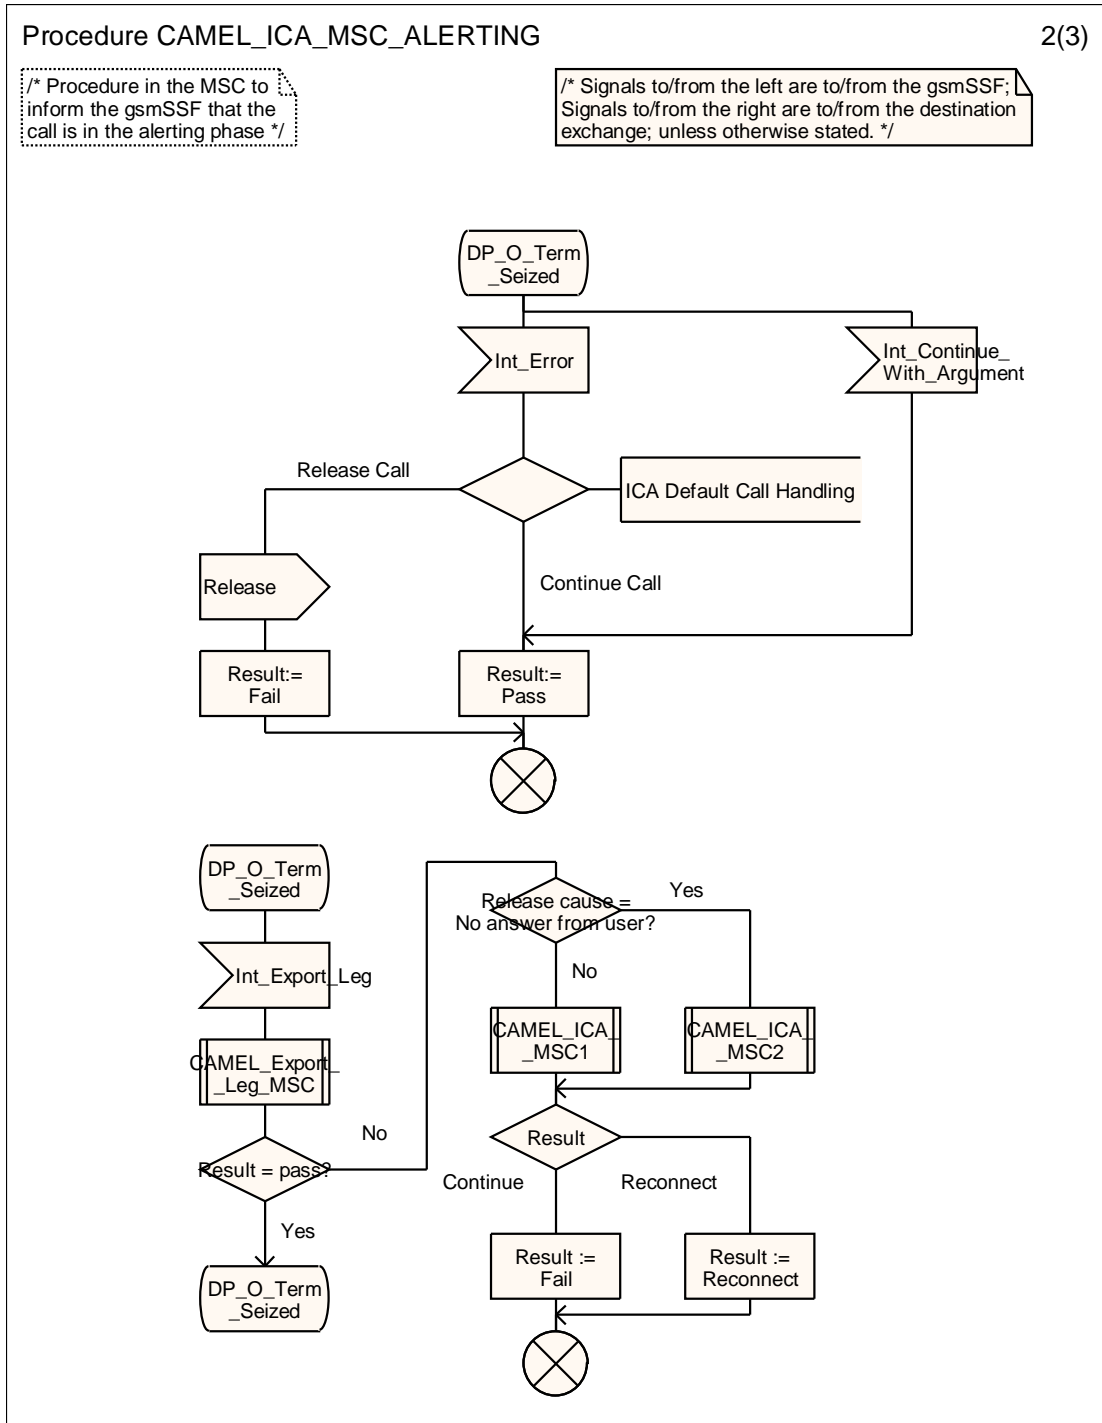 Procedure CAMEL_ICA_MSC_ALERTING
2(3)
/* Procedure in the MSC to
inform the gsmSSF that the
call is in the alerting phase */
/* Signals to/from the left are to/from the gsmSSF;
Signals to/from the right are to/from the destination
exchange; unless otherwise stated. */
DP_O_Term
_Seized
Int_Error
Int_Continue_
With_Argument
Release Call
ICA Default Call Handling
Release
Continue Call
Result:=
Fail
Result:=
Pass
DP_O_Term
_Seized
Int_Export_Leg
CAMEL_Export_
_Leg_MSC
Result = pass?
No
Yes
DP_O_Term
_Seized
Release cause =
No answer from user?
Yes
No
CAMEL_ICA_
_MSC1
CAMEL_ICA_
_MSC2
Result
Continue
Reconnect
Result :=
Fail
Result :=
Reconnect